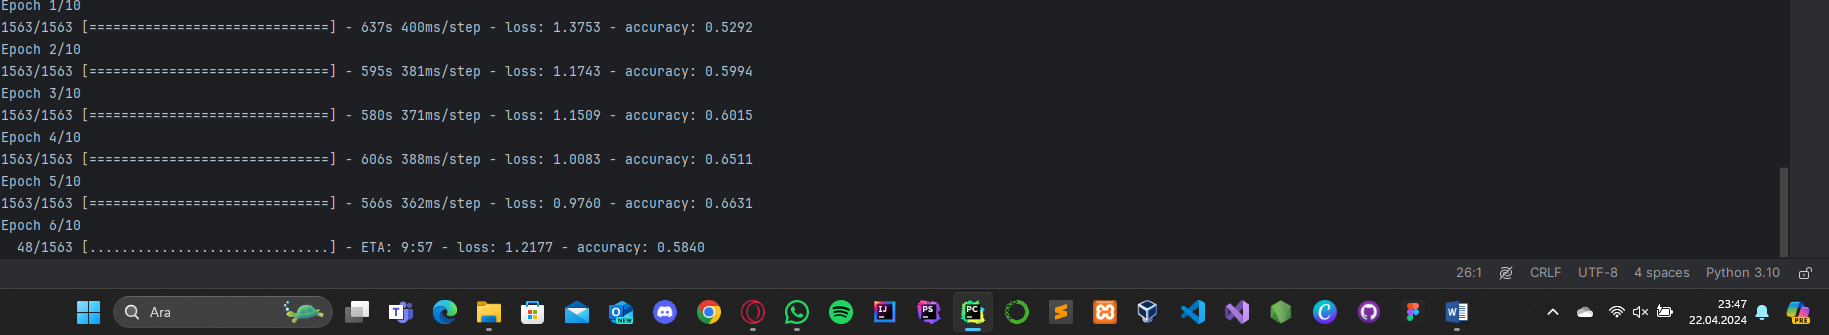 Epoch 1/10
1563/1563 [==============================] - 637s 400ms/step - loss: 1.3753 - accuracy: 0.5292
Epoch 2/10
1563/1563 [==============================] - 595s 381ms/step - loss: 1.1743 - accuracy: 0.5994
Epoch 3/10
1563/1563 [==============================] - 580s 371ms/step - loss: 1.1509 - accuracy: 0.6015
Epoch 4/10
1563/1563 [==============================] - 606s 388ms/step - loss: 1.0083 - accuracy: 0.6511
Epoch 5/10
1563/1563 [==============================] - 566s 362ms/step - loss: 0.9760 - accuracy: 0.6631
Epoch 6/10
48/1563 [..............................] - ETA: 9:57 - loss: 1.2177 - accuracy: 0.5840
26:1 CRLF UTF-8 4 spaces Python 3.10
Ara
NEW
IJ
PS
PC
W
23:47
22.04.2024
PRE